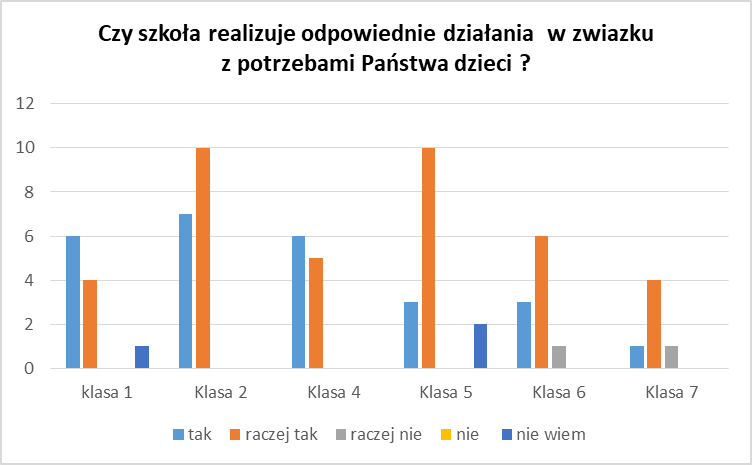 Czy szkoła realizuje odpowiednie działania w zwiazku
z potrzebami Państwa dzieci ?
12
10
8
6
4
2
0
klasa 1 Klasa 2 Klasa 4 Klasa 5 Klasa 6 Klasa 7
tak raczej tak raczej nie nie nie wiem